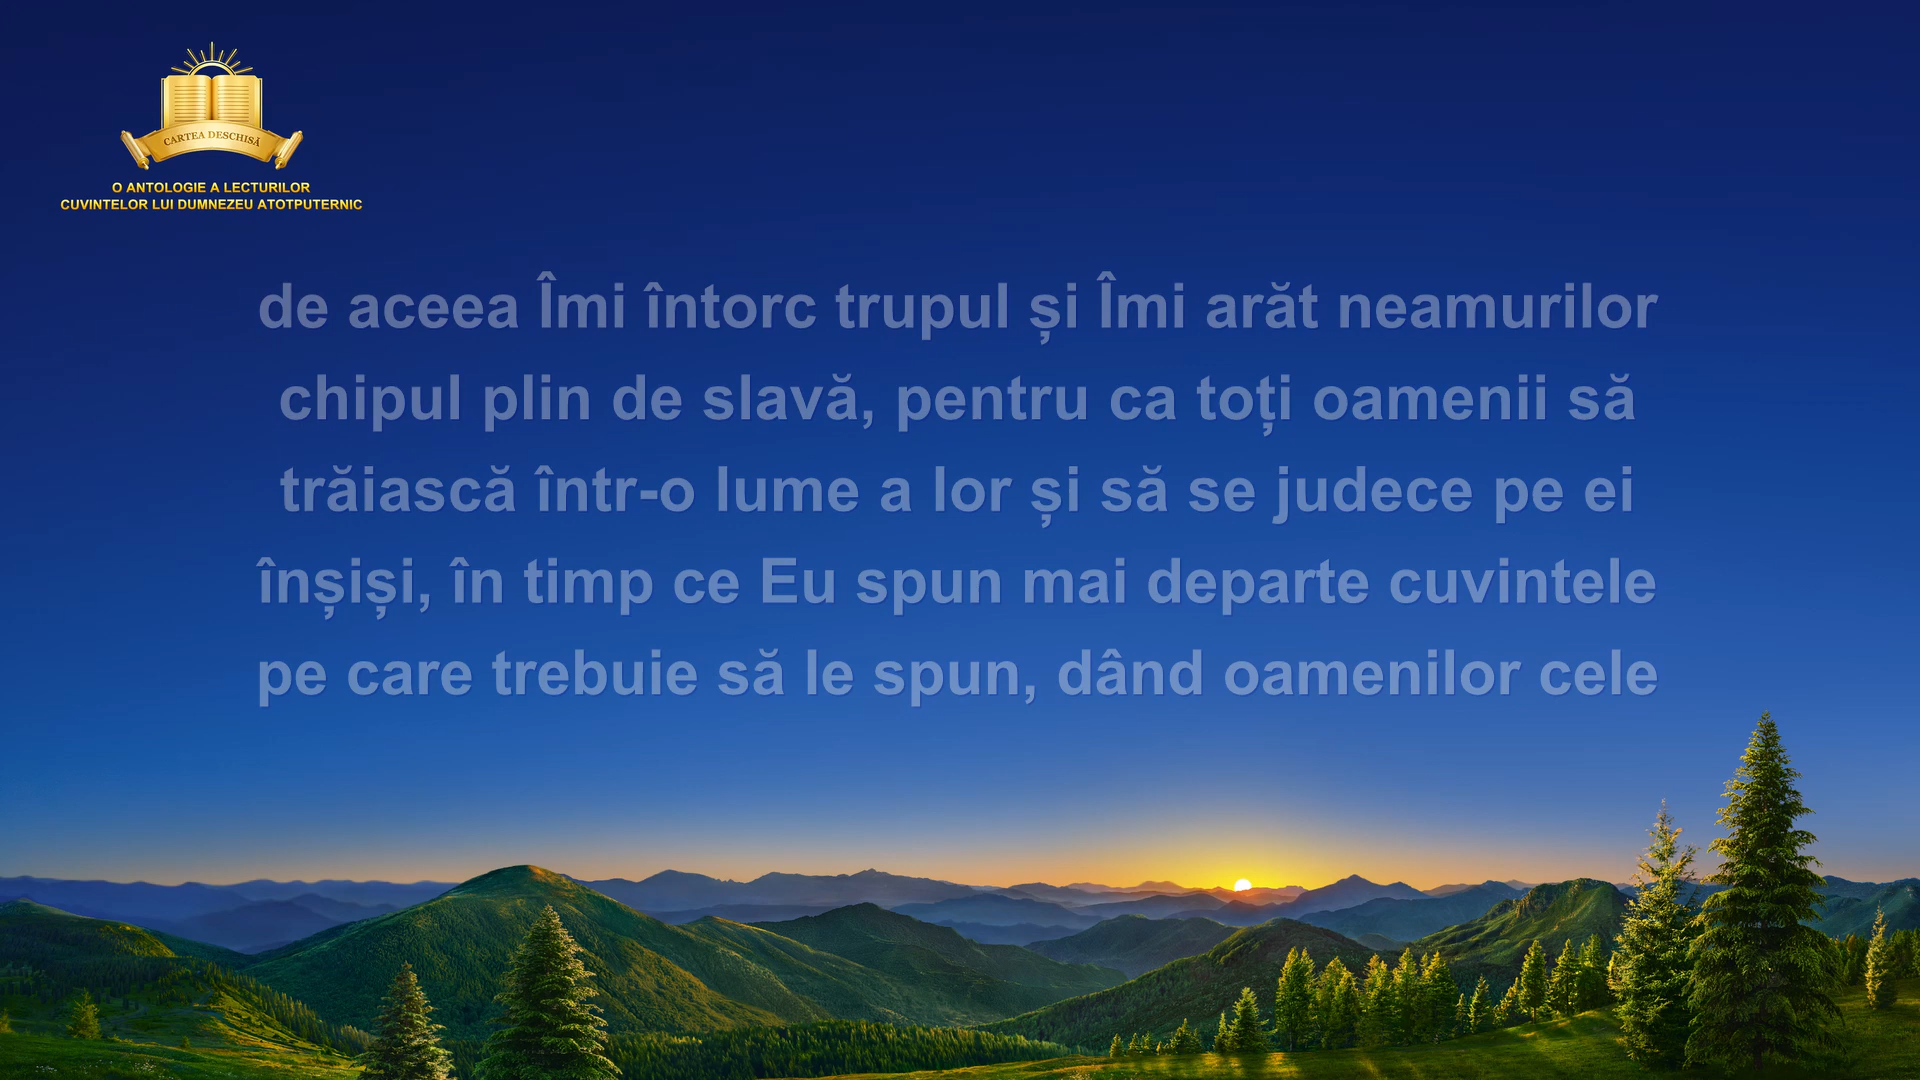 CARTEA DESCHISĂ
O ANTOLOGIE A LECTURILOR
CUVINTELOR LUI DUMNEZEU ATOTPUTERNIC
de aceea Îmi întorc trupul și Îmi arăt neamurilor
chipul plin de slavă, pentru ca toți oamenii să
trăiască într-o lume a lor și să se judece pe ei
înșiși, în timp ce Eu spun mai departe cuvintele
pe care trebuie să le spun, dând oamenilor cele